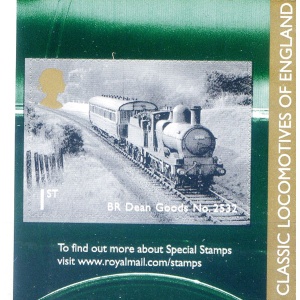 1ST
BR Dean Goods No. 2532
To find out more about Special Stamps
visit www.royalmail.com/stamps
CLASSIC LOCOMOTIVES OF ENGLAND